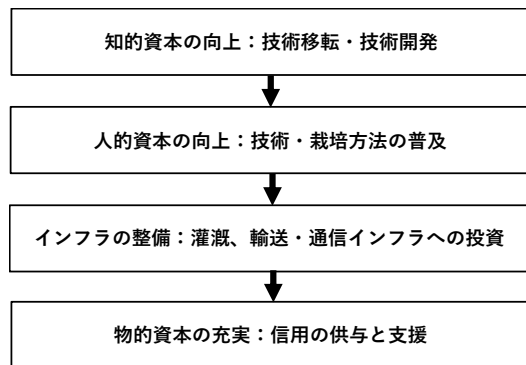 知的資本の向上：技術移転・技術開発
人的資本の向上：技術・栽培方法の普及
インフラの整備：灌漑、輸送・通信インフラへの投資
物的資本の充実：信用の供与と支援